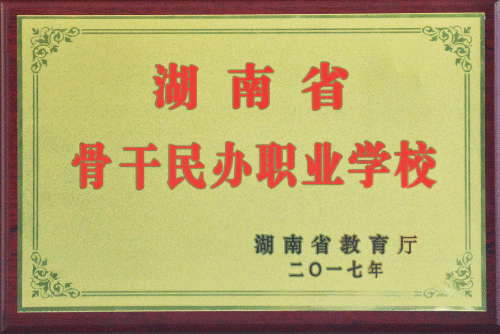 湖南省
骨干民办职业学校
湖南省教育厅
二〇一七年